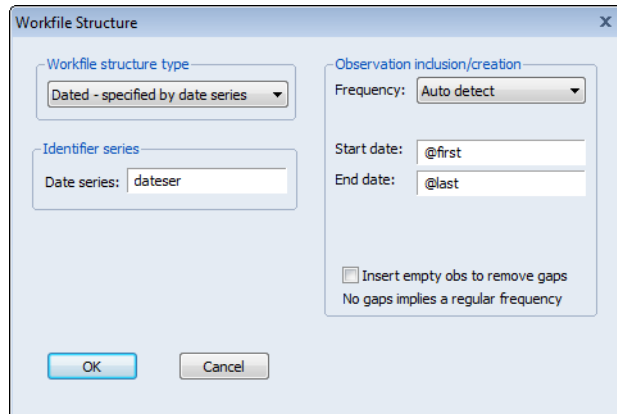 Workfile Structure
x
Workfile structure type
Dated - specified by date series
Identifier series
Date series: dateser
Observation inclusion/creation
Frequency: Auto detect
Start date: @first
End date: @last
Insert empty obs to remove gaps
No gaps implies a regular frequency
OK
Cancel